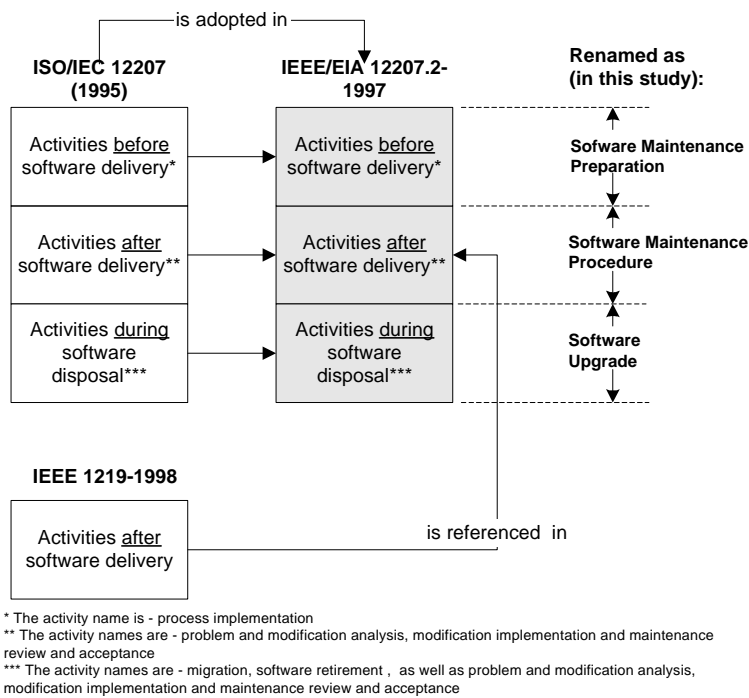 is adopted in
ISO/IEC 12207
(1995)
IEEE/EIA 12207.2-
1997
Renamed as
(in this study):
Activities before
software delivery*
Activities before
software delivery*
Sofware Maintenance
Preparation
Activities after
software delivery**
Activities after
software delivery**
Software Maintenance
Procedure
Activities during
software
disposal***
Activities during
software
disposal***
Software
Upgrade
IEEE 1219-1998
Activities after
software delivery
is referenced in
* The activity name is - process implementation
** The activity names are - problem and modification analysis, modification implementation and maintenance
review and acceptance
*** The activity names are - migration, software retirement , as well as problem and modification analysis,
modification implementation and maintenance review and acceptance